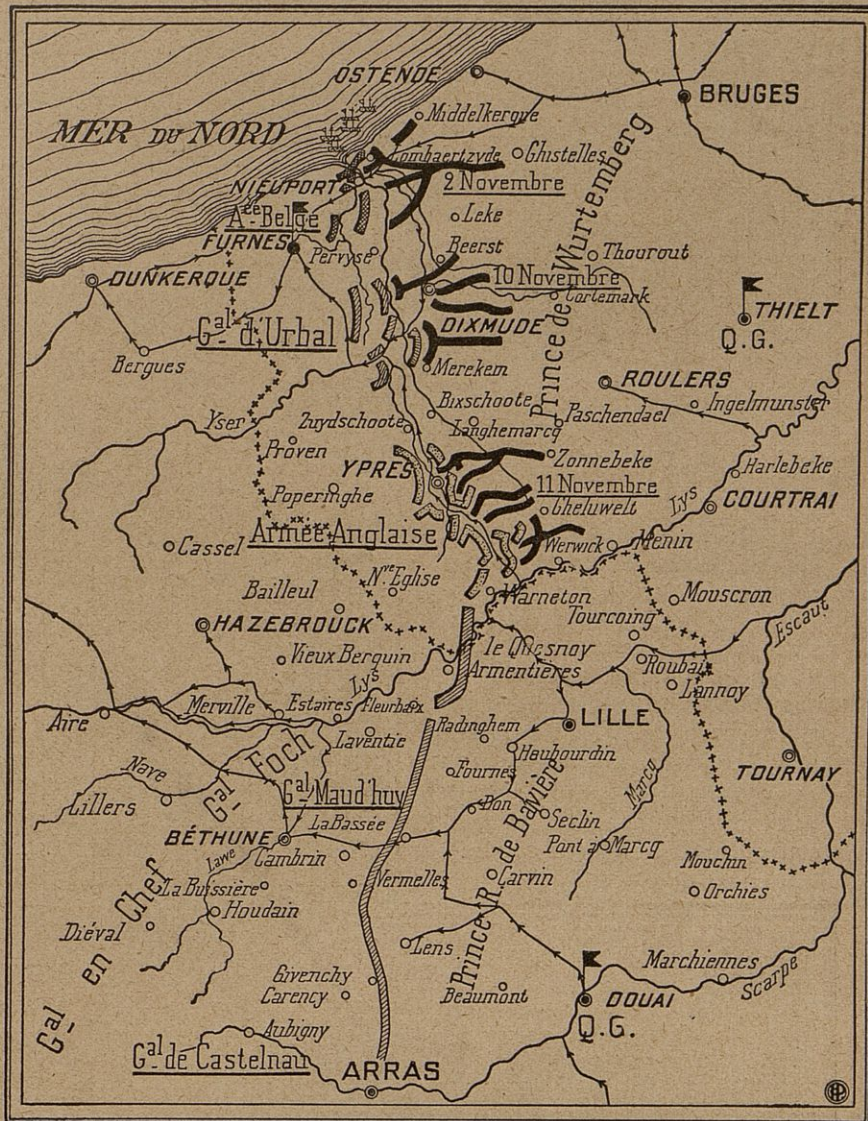 OSTENDE
BRUGES
MER DU NORD
Middelkerque
Lombaertzyde
Ghistelles
NIEUPORT
2 Novembre
Aée Belge
Leke
FURNES
Pervyse
Beerst
Thourout
Prince de Wurtemberg
DUNKERQUE
10 Novembre
Cortemark
THIELT
Q.G.
Gal d'Urbal
DIXMUDE
Bergues
Merekem
ROULERS
Bixschoote
Ingelmunster
Yser
Zuydschoote
Langhemarcq
Paschendael
Proven
YPRES
Zonnebeke
Harlebeke
Poperinghe
11 Novembre
Lys
COURTRAI
Gheluwelt
Armée Anglaise
Cassel
Werwick
Menin
Bailleul
Nve Eglise
Warneton
Mouscron
HAZEBROUCK
Tourcoing
Escaut
le Quesnoy
Vieux Berquin
Armentières
Roubaix
Lys
Lannoy
Merville
Estaires
Fleurbaix
Aire
Radinghem
LILLE
Laventie
Haubourdin
Nave
Gal en Chef Foch
Fournes
TOURNAY
Lillers
Gal Maud'huy
Marcq
Bon
Seclin
LaBassée
BÉTHUNE
Pont à Marcq
Lawe
Cambrin
Mouchin
La Buissière
Vermelles
Carvin
Orchies
Houdain
Prince R. de Bavière
Diéval
Lens
Marchiennes
Givenchy
Scarpe
Carency
Beaumont
DOUAI
Q.G.
Aubigny
Gal de Castelnau
ARRAS